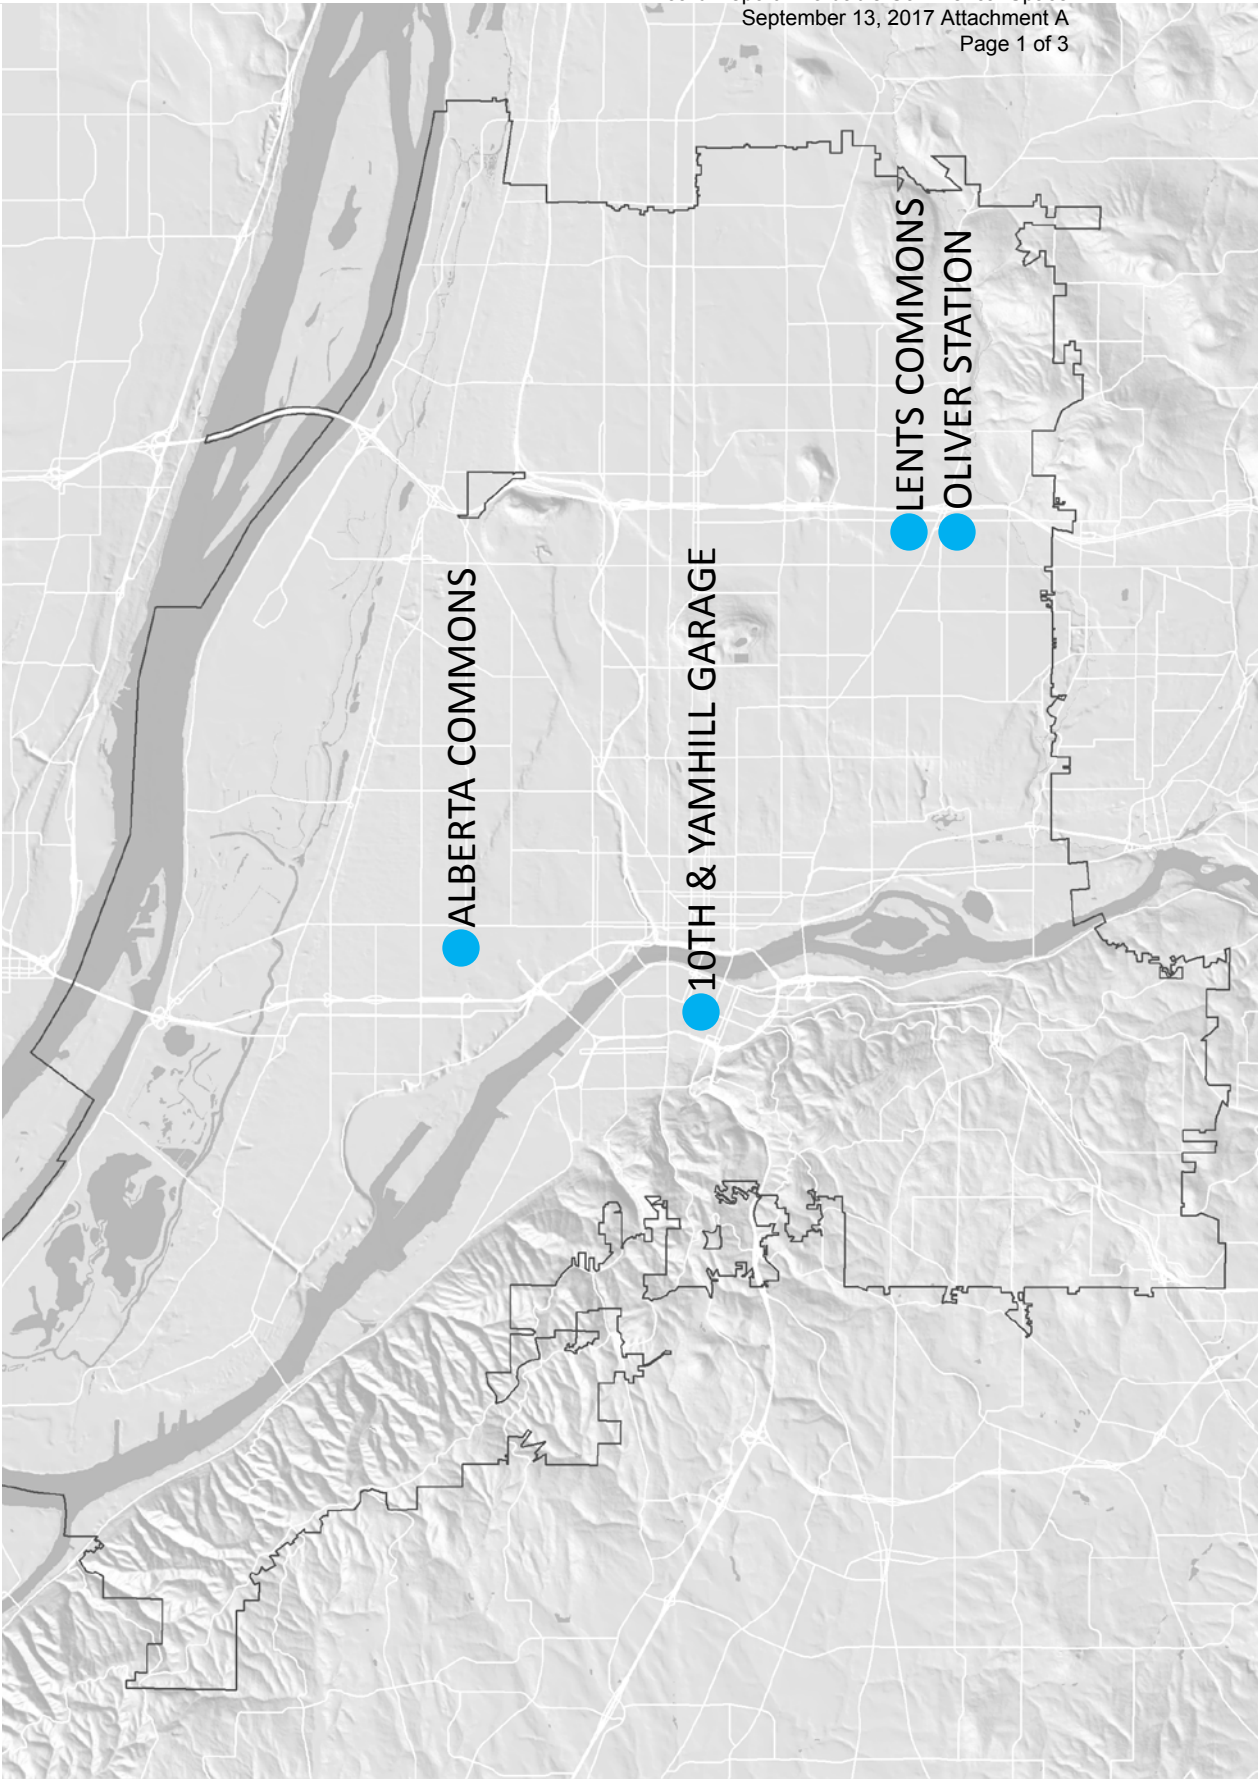 September 13, 2017 Attachment A
Page 1 of 3
LENTS COMMONS
OLIVER STATION
ALBERTA COMMONS
10TH & YAMHILL GARAGE